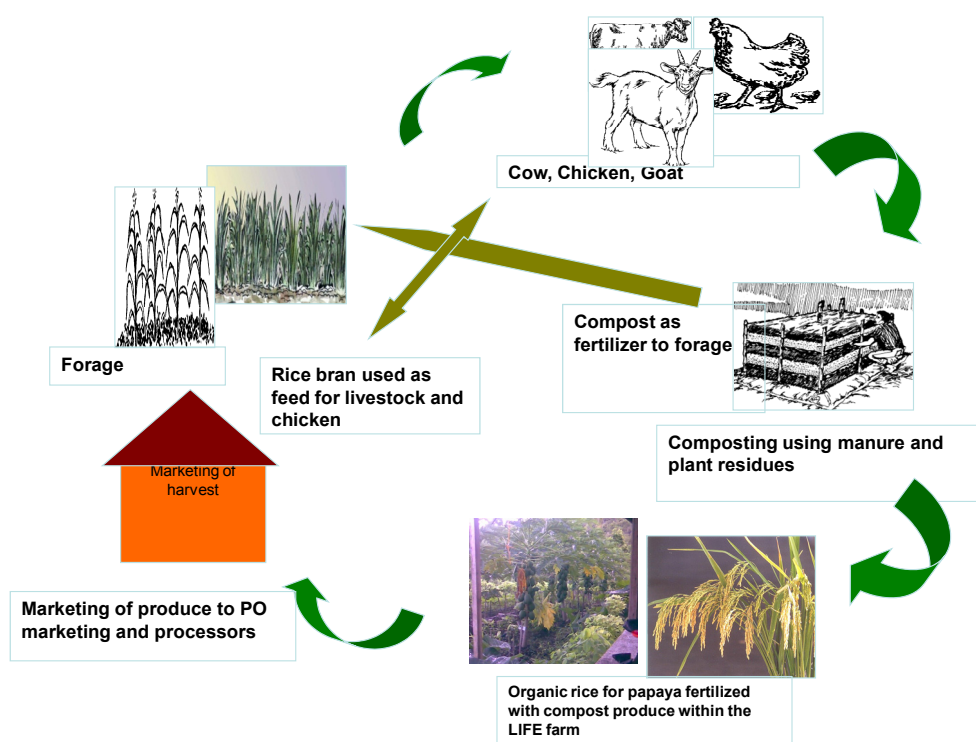 Cow, Chicken, Goat
Compost as
fertilizer to forage
Forage
Rice bran used as
feed for livestock and
chicken
Composting using manure and
plant residues
Marketing of
harvest
Marketing of produce to PO
marketing and processors
Organic rice for papaya fertilized
with compost produce within the
LIFE farm